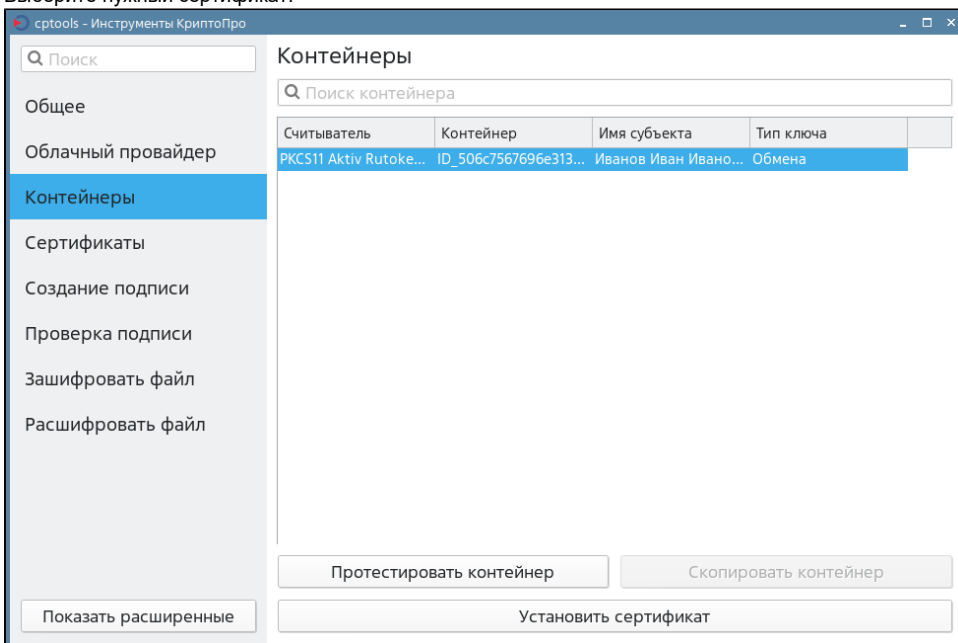 Выберите нужный сертификат:
cptools - Инструменты КриптоПро
Поиск
Общее
Облачный провайдер
Контейнеры
Сертификаты
Создание подписи
Проверка подписи
Зашифровать файл
Расшифровать файл
Показать расширенные
Контейнеры
Поиск контейнера
Считыватель Контейнер Имя субъекта Тип ключа
PKCS11 Aktiv Rutoke... ID_506c7567696e313... Иванов Иван Ивано... Обмена
Протестировать контейнер Скопировать контейнер
Установить сертификат